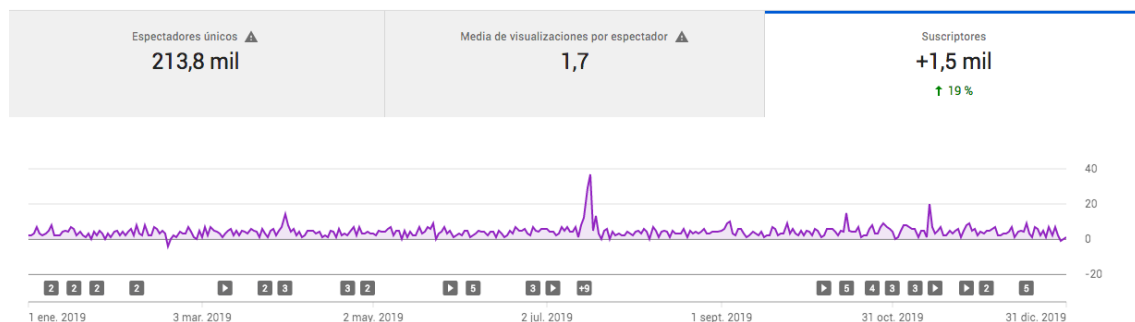 Espectadores únicos Media de visualizaciones por espectador Suscriptores
213,8 mil 1,7 +1,5 mil
19 %
40
20
0
-20
2 2 2 2 2 3 3 2 5 3 +9 5 4 3 3 2 5
1 ene. 2019 3 mar. 2019 2 may. 2019 2 jul. 2019 1 sept. 2019 31 oct. 2019 31 dic. 2019